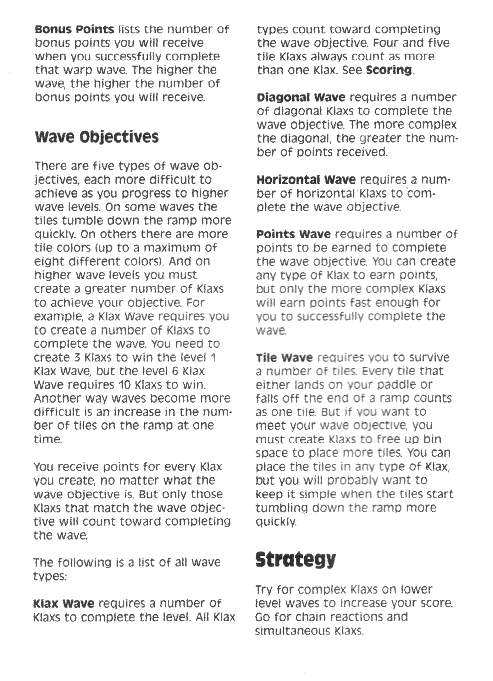 Bonus Points lists the number of
bonus points you will receive
when you successfully complete
that warp wave. The higher the
wave, the higher the number of
bonus points you will receive.
Wave Objectives
There are five types of wave ob-
jectives, each more difficult to
achieve as you progress to higher
wave levels. On some waves the
tiles tumble down the ramp more
quickly. On others there are more
tile colors (up to a maximum of
eight different colors). And on
higher wave levels you must
create a greater number of Klaxs
to achieve your objective. For
example, a Klax Wave requires you
to create a number of Klaxs to
complete the wave. You need to
create 3 Klaxs to win the level 1
Klax Wave, but the level 6 Klax
Wave requires 10 Klaxs to win.
Another way waves become more
difficult is an increase in the num-
ber of tiles on the ramp at one
time.
You receive points for every Klax
you create, no matter what the
wave objective is. But only those
Klaxs that match the wave objec-
tive will count toward completing
the wave.
The following is a list of all wave
types:
Klax Wave requires a number of
Klaxs to complete the level. All Klax
types count toward completing
the wave objective. Four and five
tile Klaxs always count as more
than one Klax. See Scoring.
Diagonal Wave requires a number
of diagonal Klaxs to complete the
wave objective. The more complex
the diagonal, the greater the num-
ber of points received.
Horizontal Wave requires a num-
ber of horizontal Klaxs to com-
plete the wave objective.
Points Wave requires a number of
points to be earned to complete
the wave objective. You can create
any type of Klax to earn points,
but only the more complex Klaxs
will earn points fast enough for
you to successfully complete the
wave.
Tile Wave requires you to survive
a number of tiles. Every tile that
either lands on your paddle or
falls off the end of a ramp counts
as one tile. But if you want to
meet your wave objective, you
must create Klaxs to free up bin
space to place more tiles. You can
place the tiles in any type of Klax,
but you will probably want to
keep it simple when the tiles start
tumbling down the ramp more
quickly.
Strategy
Try for complex Klaxs on lower
level waves to increase your score.
Go for chain reactions and
simultaneous Klaxs.